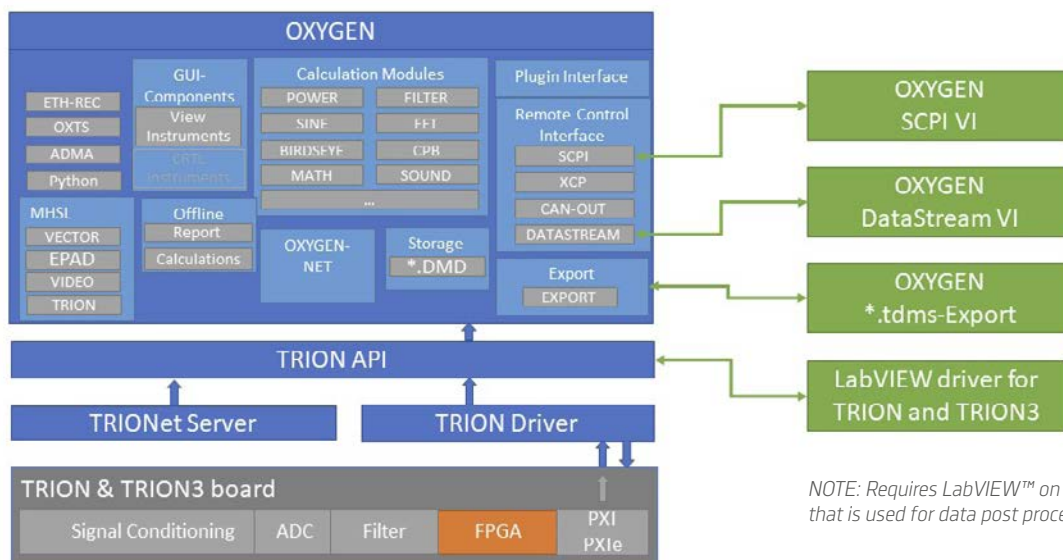 OXYGEN
ETH-REC
OXTS
ADMA
Python
GUI-
Components
View
Instruments
CRTL
Instruments
Calculation Modules
POWER
FILTER
SINE
FFT
BIRDSEYE
CPB
MATH
SOUND
...
Plugin Interface
Remote Control
Interface
SCPI
XCP
CAN-OUT
DATASTREAM
MHSL
VECTOR
EPAD
VIDEO
TRION
Offline
Report
Calculations
OXYGEN-
NET
Storage
*.DMD
Export
EXPORT
TRION API
TRIONet Server
TRION Driver
TRION & TRION3 board
Signal Conditioning
ADC
Filter
FPGA
PXI
PXIe
OXYGEN
SCPI VI
OXYGEN
DataStream VI
OXYGEN
*.tdms-Export
LabVIEW driver for
TRION and TRION3
NOTE: Requires LabVIEW™ on
that is used for data post proce